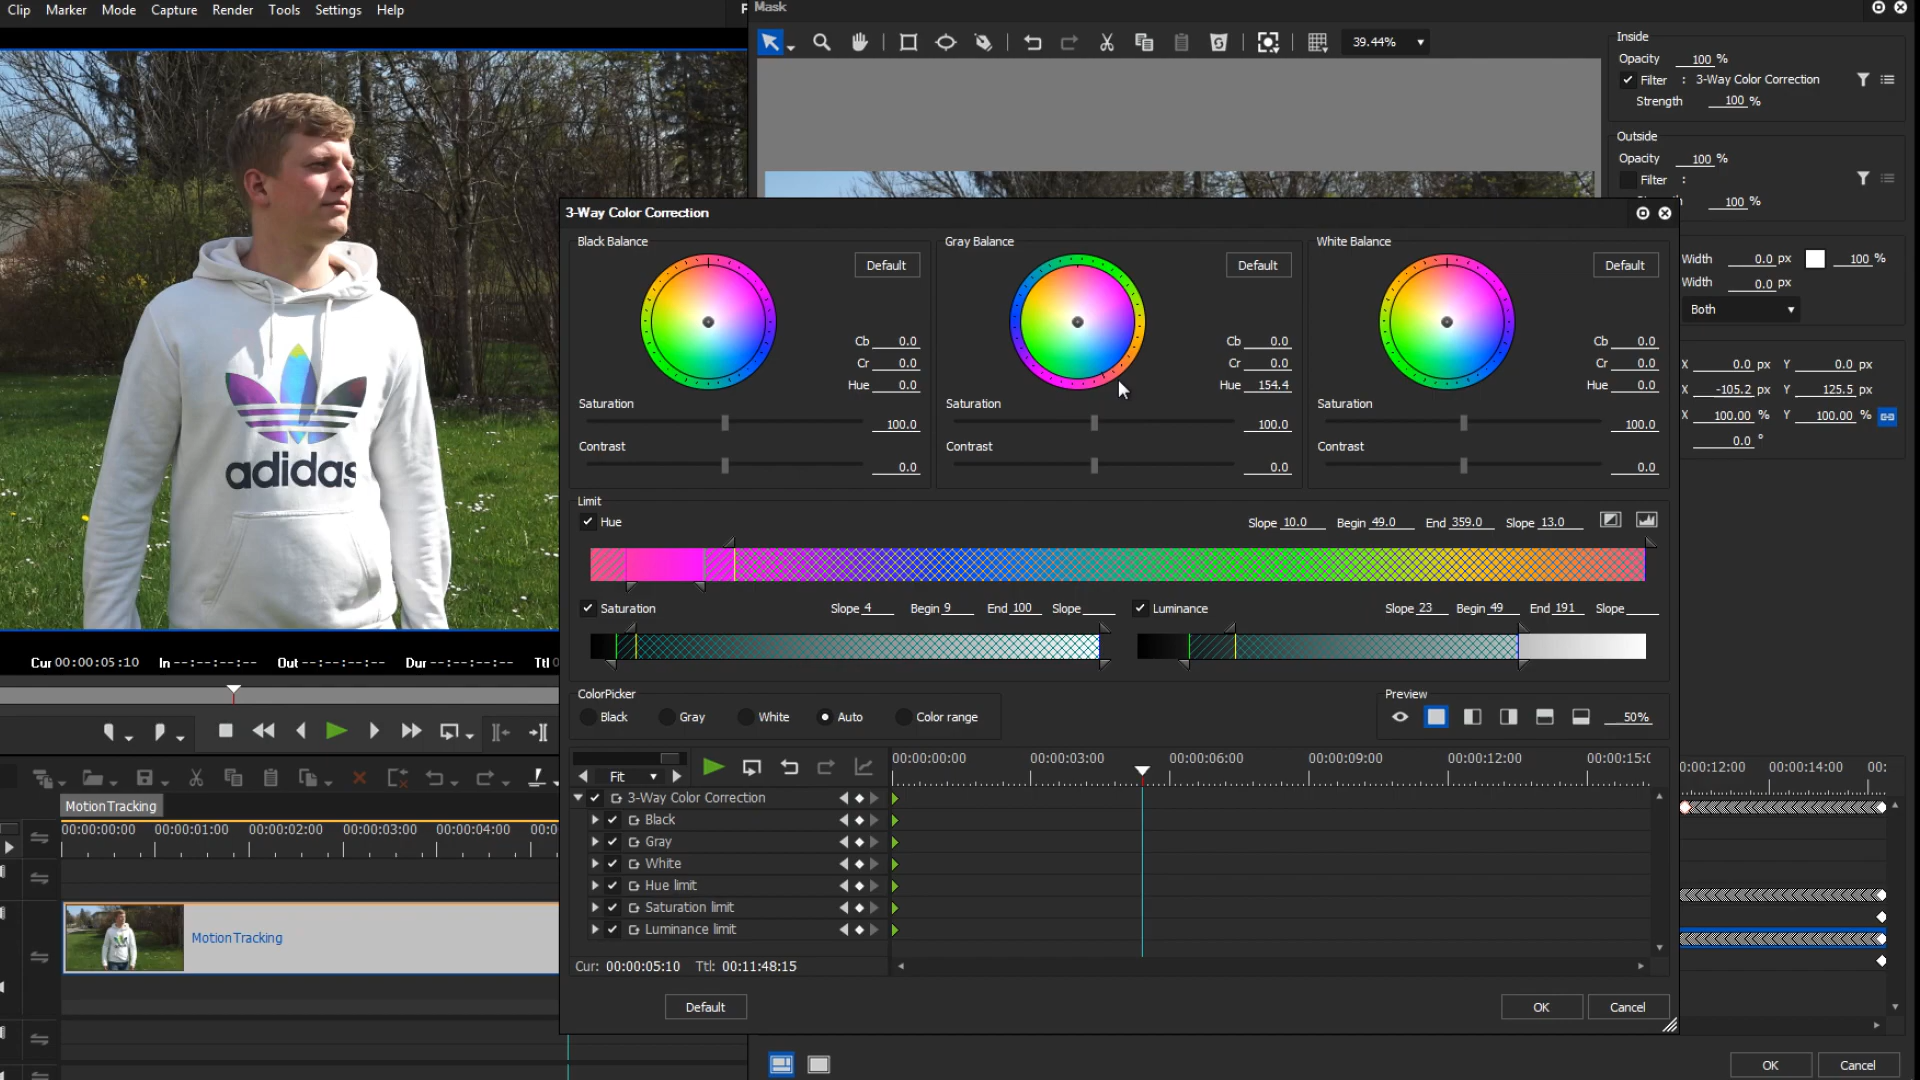 Clip Marker Mode Capture Render Tools Settings Help
Mask
39.44%
Inside
Opacity 100 %
Filter : 3-Way Color Correction
Strength 100 %
Outside
Opacity 100 %
Filter :
100 %
Width 0.0 px 100 %
Width 0.0 px
Both
X 0.0 px Y 0.0 px
X -105.2 px Y 125.5 px
X 100.00 % Y 100.00 %
0.0 °
adidas
3-Way Color Correction
Black Balance
Default
Cb 0.0
Cr 0.0
Hue 0.0
Saturation
100.0
Contrast
0.0
Gray Balance
Default
Cb 0.0
Cr 0.0
Hue 154.4
Saturation
100.0
Contrast
0.0
White Balance
Default
Cb 0.0
Cr 0.0
Hue 0.0
Saturation
100.0
Contrast
0.0
Limit
Hue Slope 10.0 Begin 49.0 End 359.0 Slope 13.0
Saturation Slope 4 Begin 9 End 100 Slope
Luminance Slope 23 Begin 49 End 191 Slope
ColorPicker
Black Gray White Auto Color range
Preview
50%
Fit
00:00:00:00 00:00:03:00 00:00:06:00 00:00:09:00 00:00:12:00 00:00:15:0
3-Way Color Correction
Black
Gray
White
Hue limit
Saturation limit
Luminance limit
Cur: 00:00:05:10 Ttl: 00:11:48:15
Default OK Cancel
Cur 00:00:05:10 In --:--:--:-- Out --:--:--:-- Dur --:--:--:-- Ttl 0
MotionTracking
00:00:00:00 00:00:01:00 00:00:02:00 00:00:03:00 00:00:04:00 00:0
MotionTracking
0:00:12:00 00:00:14:00 00:
OK Cancel